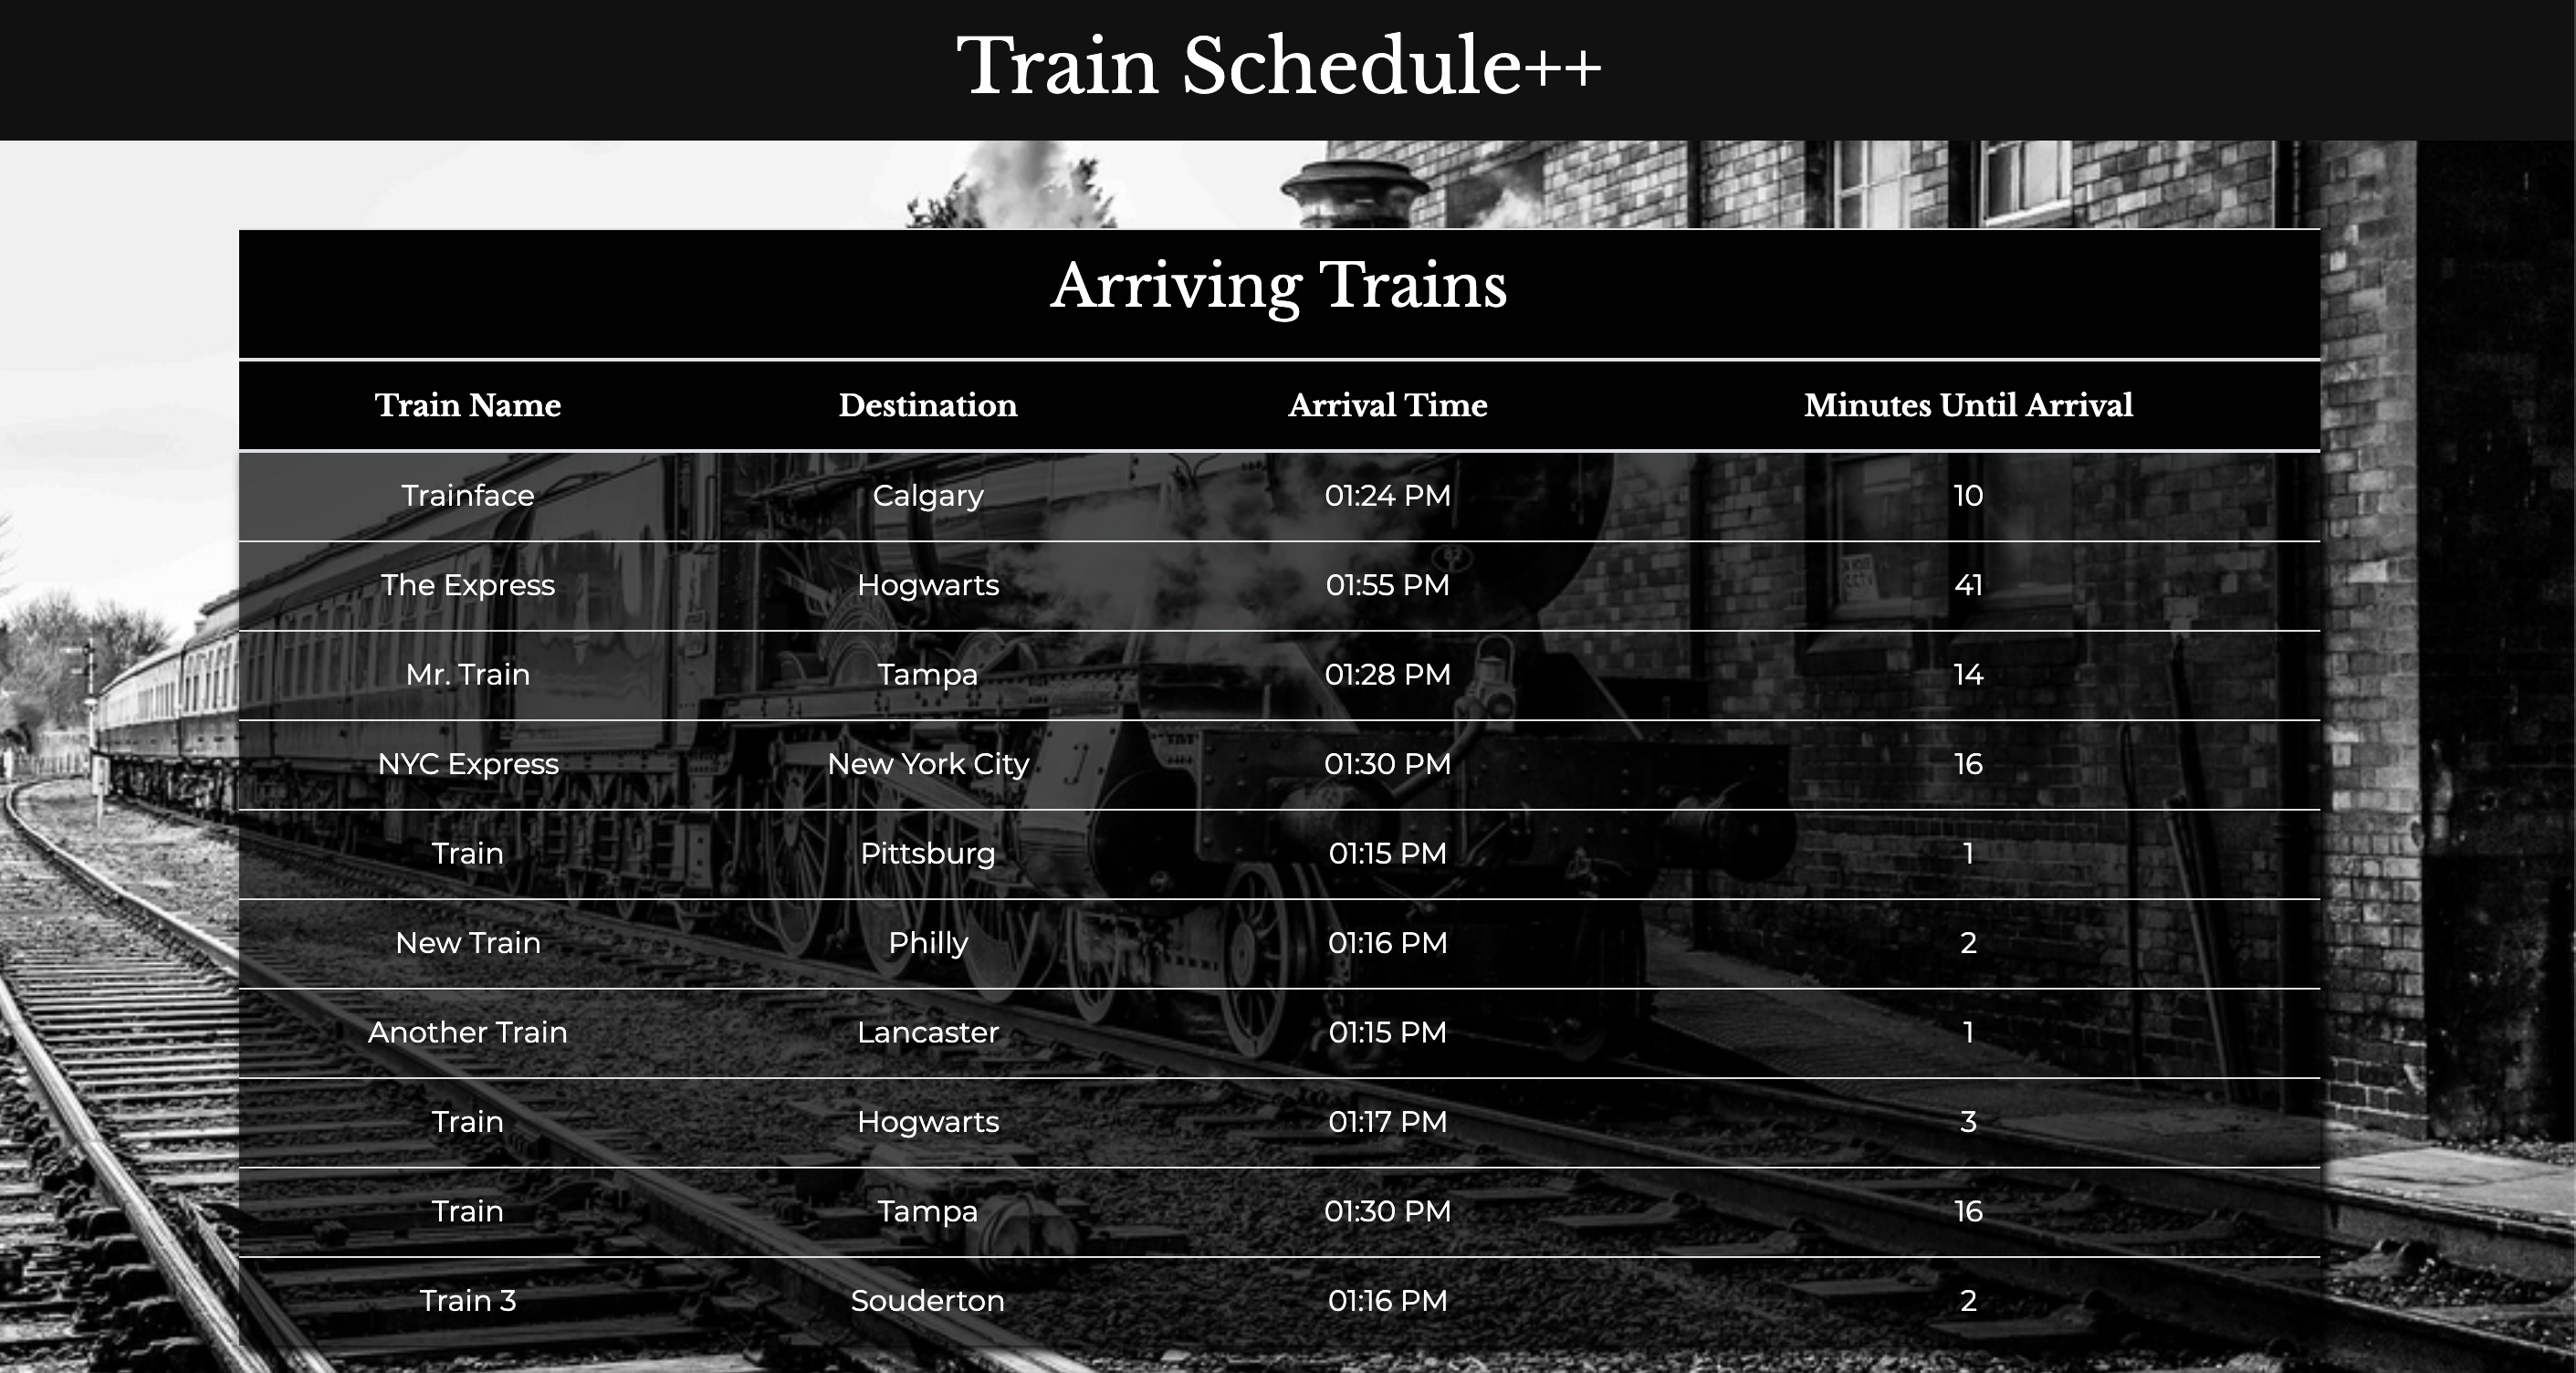 Train Schedule++
Arriving Trains
Train Name Destination Arrival Time Minutes Until Arrival
Trainface Calgary 01:24 PM 10
The Express Hogwarts 01:55 PM 41
Mr. Train Tampa 01:28 PM 14
NYC Express New York City 01:30 PM 16
Train Pittsburg 01:15 PM 1
New Train Philly 01:16 PM 2
Another Train Lancaster 01:15 PM 1
Train Hogwarts 01:17 PM 3
Train Tampa 01:30 PM 16
Train 3 Souderton 01:16 PM 2